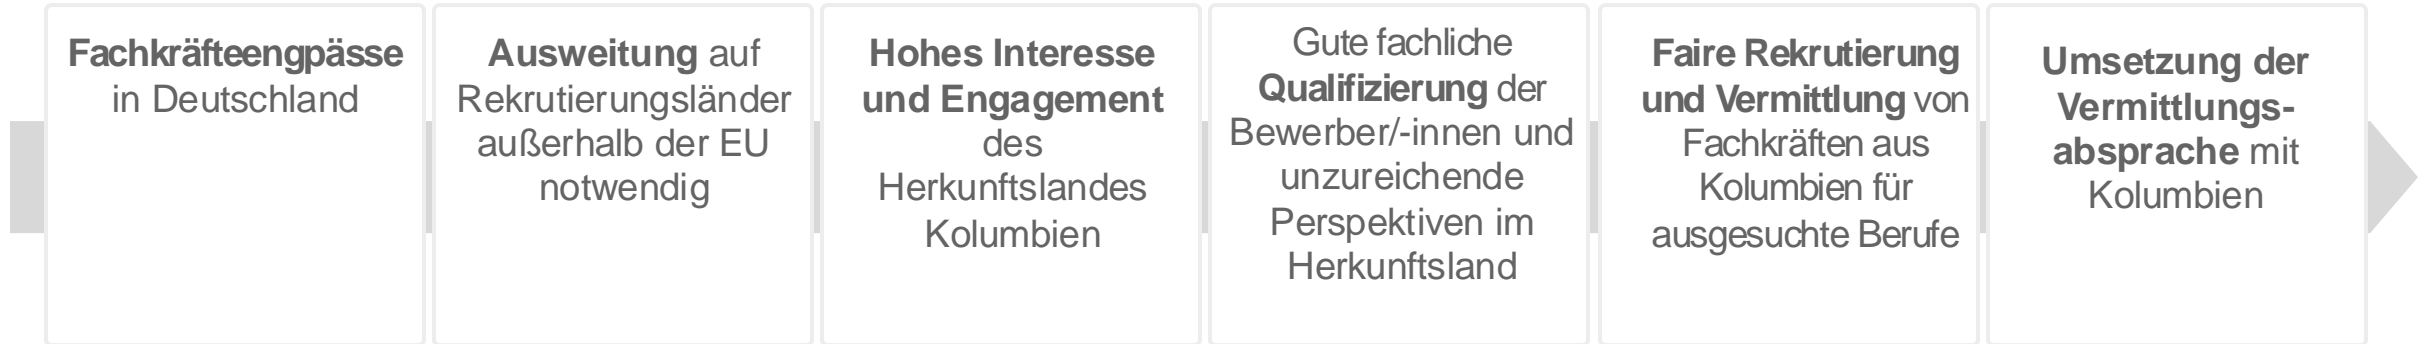 Fachkräfteengpässe
in Deutschland
Ausweitung auf
Rekrutierungsländer
außerhalb der EU
notwendig
Hohes Interesse
und Engagement
des
Herkunftslandes
Kolumbien
Gute fachliche
Qualifizierung der
Bewerber/-innen und
unzureichende
Perspektiven im
Herkunftsland
Faire Rekrutierung
und Vermittlung von
Fachkräften aus
Kolumbien für
ausgesuchte Berufe
Umsetzung der
Vermittlungs-
absprache mit
Kolumbien